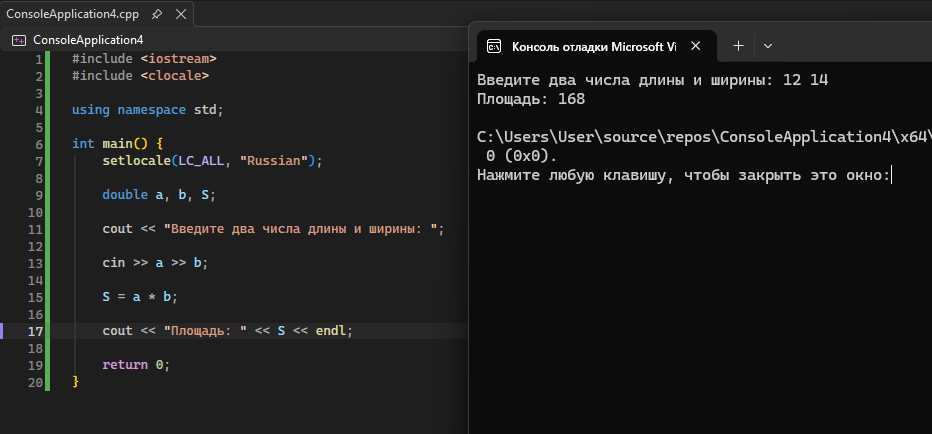 ConsoleApplication4.cpp
ConsoleApplication4
1 #include <iostream>
2 #include <clocale>
3
4 using namespace std;
5
6 int main() {
7 setlocale(LC_ALL, "Russian");
8
9 double a, b, S;
10
11 cout << "Введите два числа длины и ширины: ";
12
13 cin >> a >> b;
14
15 S = a * b;
16
17 cout << "Площадь: " << S << endl;
18
19 return 0;
20 }
Консоль отладки Microsoft Vi
Введите два числа длины и ширины: 12 14
Площадь: 168
C:\Users\User\source\repos\ConsoleApplication4\x64\
0 (0x0).
Нажмите любую клавишу, чтобы закрыть это окно: